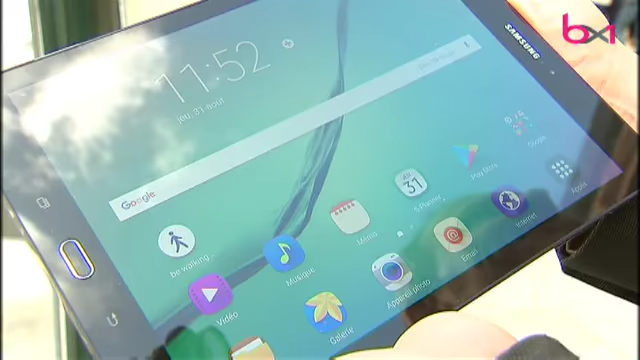 bx1
SAMSUNG
11:52
jeu. 31 août
Google
Google
Play Store
S Planner
31
Mémo
be walking...
Applis
Internet
Email
Musique
Appareil photo
Vidéo
Galerie